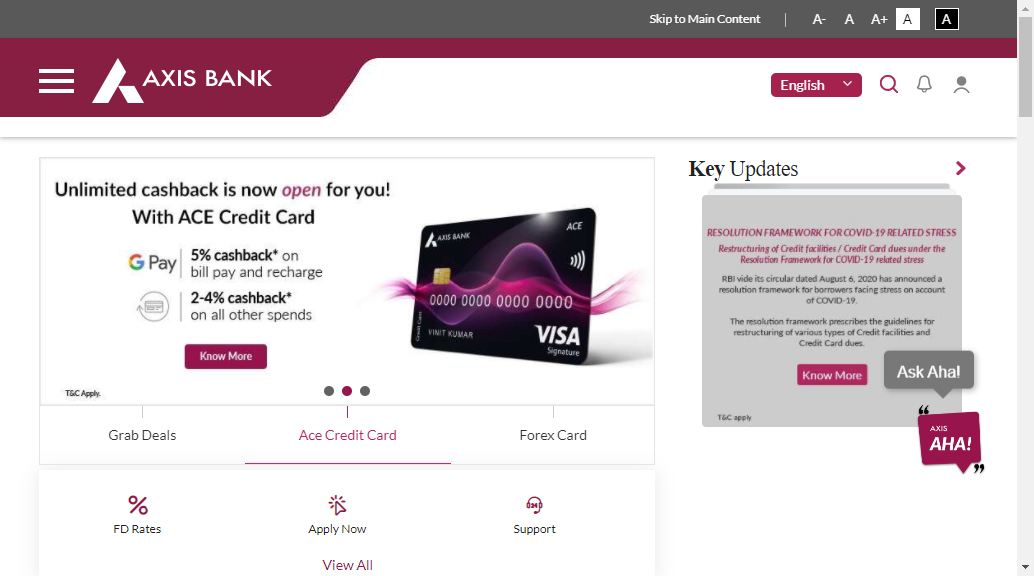 Skip to Main Content | A- A A+ A A
AXIS BANK
English
Unlimited cashback is now open for you!
With ACE Credit Card
G Pay
5% cashback* on
bill pay and recharge
2-4% cashback*
on all other spends
Know More
T&C Apply.
AXIS BANK
ACE
0000 0000 0000 0000
Credit Card
VINIT KUMAR
VISA
Signature
Grab Deals
Ace Credit Card
Forex Card
FD Rates
Apply Now
Support
View All
Key Updates
RESOLUTION FRAMEWORK FOR COVID-19 RELATED STRESS
Restructuring of Credit facilities / Credit Card dues under the
Resolution Framework for COVID-19 related stress
RBI vide its circular dated August 6, 2020 has announced a
resolution framework for borrowers facing stress on account
of COVID-19.
The resolution framework prescribes the guidelines for
restructuring of various types of Credit facilities and
Credit Card dues.
Know More
T&C apply
Ask Aha!
“
AXIS
AHA!
”